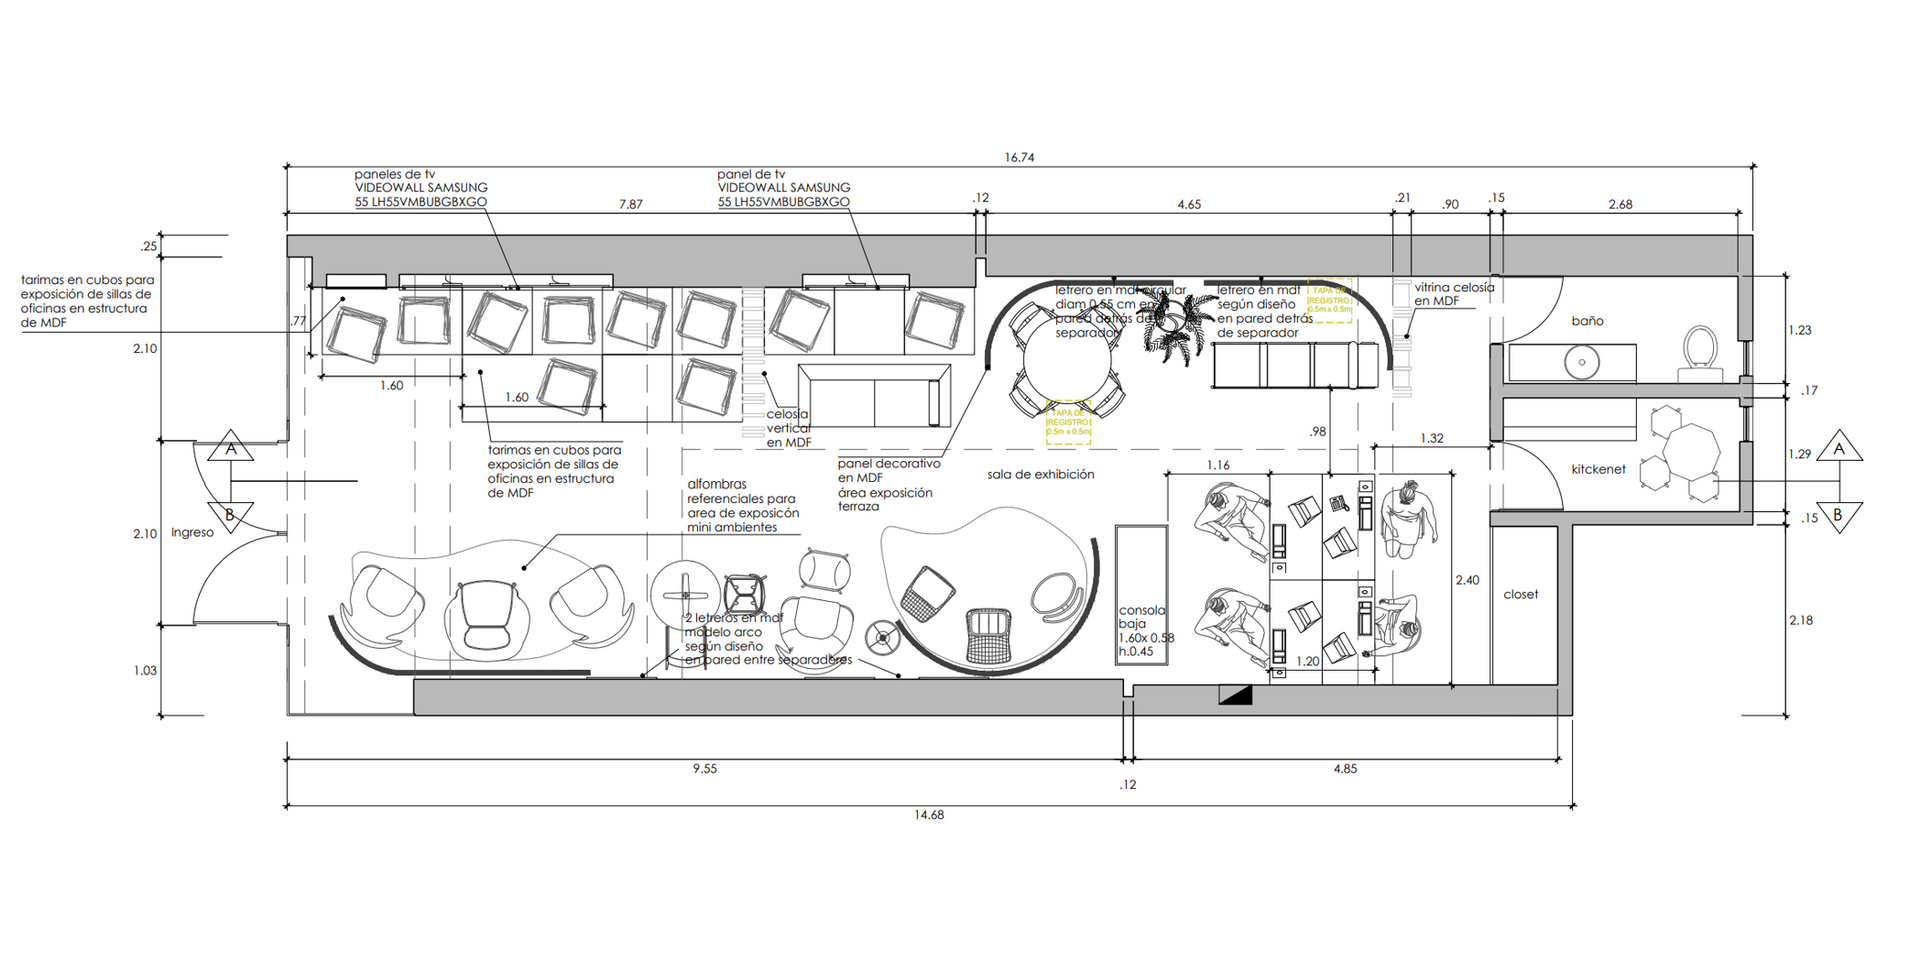 16.74
paneles de tv
VIDEOWALL SAMSUNG
55 LH55VMBUBGBXGO
panel de tv
VIDEOWALL SAMSUNG
55 LH55VMBUBGBXGO
7.87
.12
4.65
.21
.90
.15
2.68
.25
tarimas en cubos para
exposición de sillas de
oficinas en estructura
de MDF
.77
2.10
letrero en mdf circular
diam 0.55 cm en
pared detrás de
separador
letrero en mdf
según diseño
en pared detrás
de separador
TAPA DE
REGISTRO
0.5m x 0.5m
vitrina celosía
en MDF
baño
1.23
1.60
1.60
.17
celosía
vertical
en MDF
TAPA DE
REGISTRO
0.5m x 0.5m
.98
1.32
A
A
tarimas en cubos para
exposición de sillas de
oficinas en estructura
de MDF
panel decorativo
en MDF
área exposición
terraza
sala de exhibición
1.16
kitckenet
1.29
alfombras
referenciales para
area de exposicón
mini ambientes
B
B
.15
2.10
Ingreso
2.40
closet
consola
baja
1.60x 0.58
h.0.45
2.18
2 letreros en mdf
modelo arco
según diseño
en pared entre separadores
1.20
1.03
9.55
.12
4.85
14.68